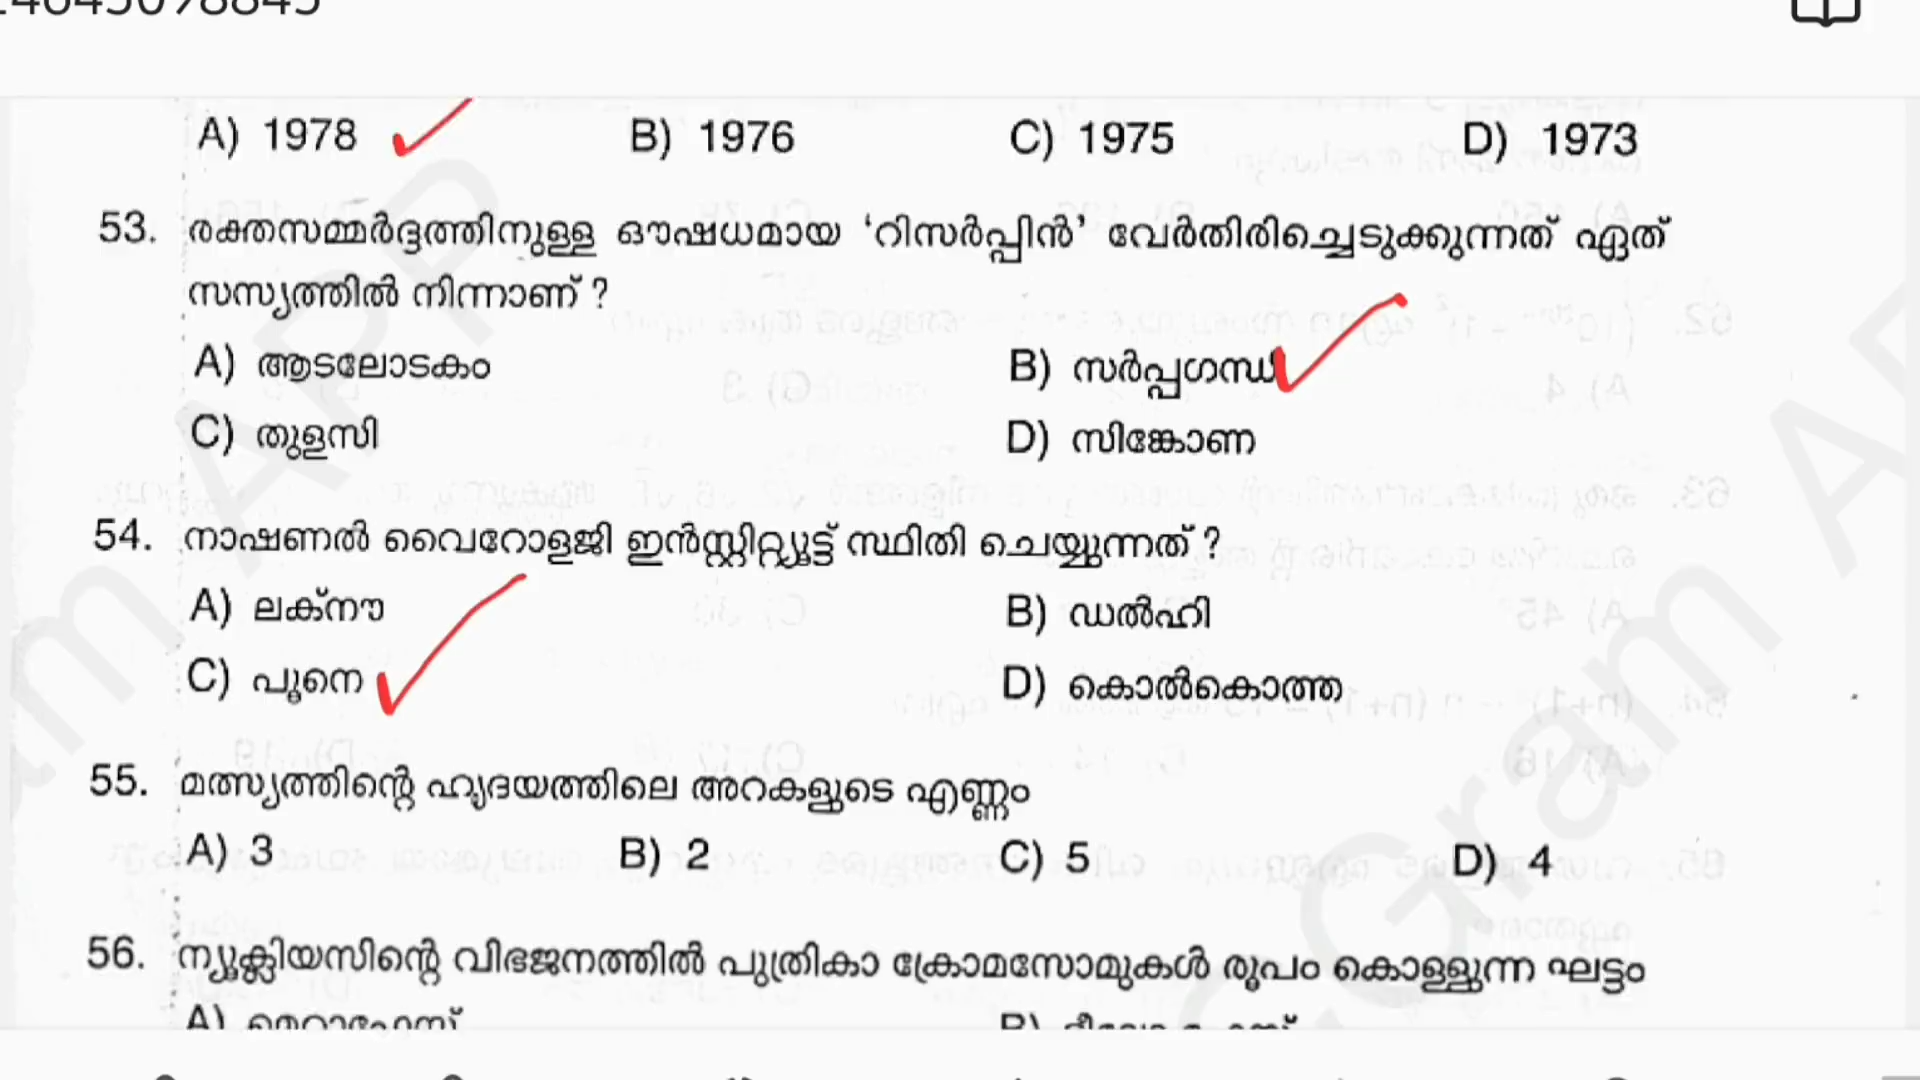 A) 1978 B) 1976 C) 1975 D) 1973
53. രക്തസമ്മർദ്ദത്തിനുള്ള ഔഷധമായ ‘റിസർപ്പിൻ’ വേർതിരിച്ചെടുക്കുന്നത് ഏത്
സസ്യത്തിൽ നിന്നാണ് ?
A) ആടലോടകം B) സർപ്പഗന്ധി
C) തുളസി D) സിങ്കോണ
54. നാഷണൽ വൈറോളജി ഇൻസ്റ്റിറ്റ്യൂട്ട് സ്ഥിതി ചെയ്യുന്നത് ?
A) ലക്നൗ B) ഡൽഹി
C) പൂനെ D) കൊൽകൊത്ത
55. മത്സ്യത്തിന്റെ ഹൃദയത്തിലെ അറകളുടെ എണ്ണം
A) 3 B) 2 C) 5 D) 4
56. ന്യൂക്ലിയസിന്റെ വിഭജനത്തിൽ പുത്രികാ ക്രോമസോമുകൾ രൂപം കൊള്ളുന്ന ഘട്ടം